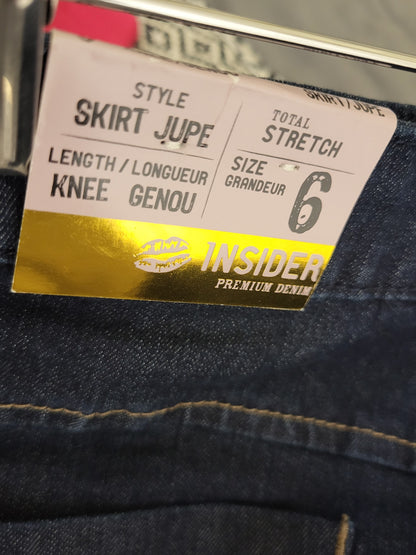 SKIRT/JUPE
STYLE
SKIRT JUPE
LENGTH / LONGUEUR
KNEE GENOU
TOTAL
STRETCH
SIZE
GRANDEUR
6
INSIDER
PREMIUM DENIM